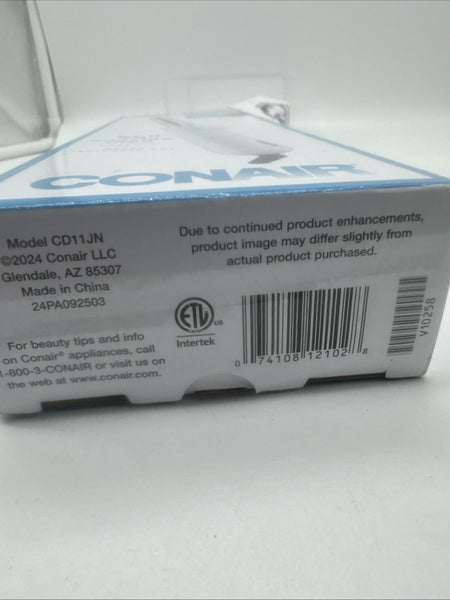 CONAIR
Model CD11JN
©2024 Conair LLC
Glendale, AZ 85307
Made in China
24PA092503
Due to continued product enhancements,
product image may differ slightly from
actual product purchased.
For beauty tips and info
on Conair® appliances, call
1-800-3-CONAIR or visit us
on the web at www.conair.com.
ETL
us
Intertek
0 74108 12102 8
V10258